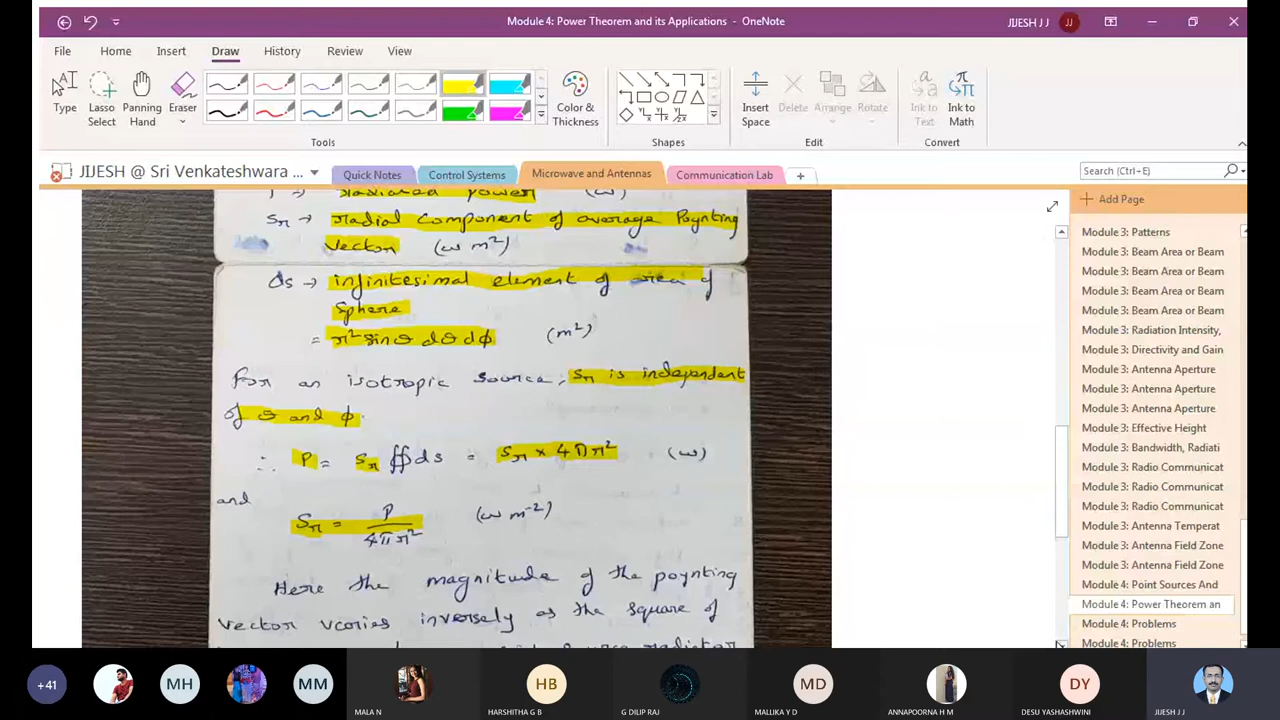 Module 4: Power Theorem and its Applications - OneNote
JIJESH J J
JJ
File Home Insert Draw History Review View
Type
Lasso Select
Panning Hand
Eraser
Color & Thickness
Insert Space
Delete
Arrange
Rotate
Ink to Text
Ink to Math
Tools
Shapes
Edit
Convert
JIJESH @ Sri Venkateshwara ...
Quick Notes
Control Systems
Microwave and Antennas
Communication Lab
Search (Ctrl+E)
radiated power (w)
Sr → radial Component of average Poynting
Vector (w m²)
ds → infinitesimal element of area of
Sphere
= r² sinθ dθ dφ (m²)
for an isotropic source, Sr is independent
of θ and φ.
∴ P = Sr ∯ ds = Sr × 4πr² (w)
and
Sr = P / 4πr² (w m⁻²)
Here the magnitude of the poynting
vector varies inversely as the square of
Add Page
Module 3: Patterns
Module 3: Beam Area or Beam
Module 3: Beam Area or Beam
Module 3: Beam Area or Beam
Module 3: Beam Area or Beam
Module 3: Radiation Intensity,
Module 3: Directivity and Gain
Module 3: Antenna Aperture
Module 3: Antenna Aperture
Module 3: Antenna Aperture
Module 3: Effective Height
Module 3: Bandwidth, Radiati
Module 3: Radio Communicat
Module 3: Radio Communicat
Module 3: Radio Communicat
Module 3: Antenna Temperat
Module 3: Antenna Field Zone
Module 3: Antenna Field Zone
Module 4: Point Sources And
Module 4: Power Theorem an
Module 4: Problems
Module 4: Problems
+41
MH
MM
MALA N
HB
HARSHITHA G B
G DILIP RAJ
MD
MALLIKA Y D
ANNAPOORNA H M
DY
DESU YASHASHWINI
JIJESH J J